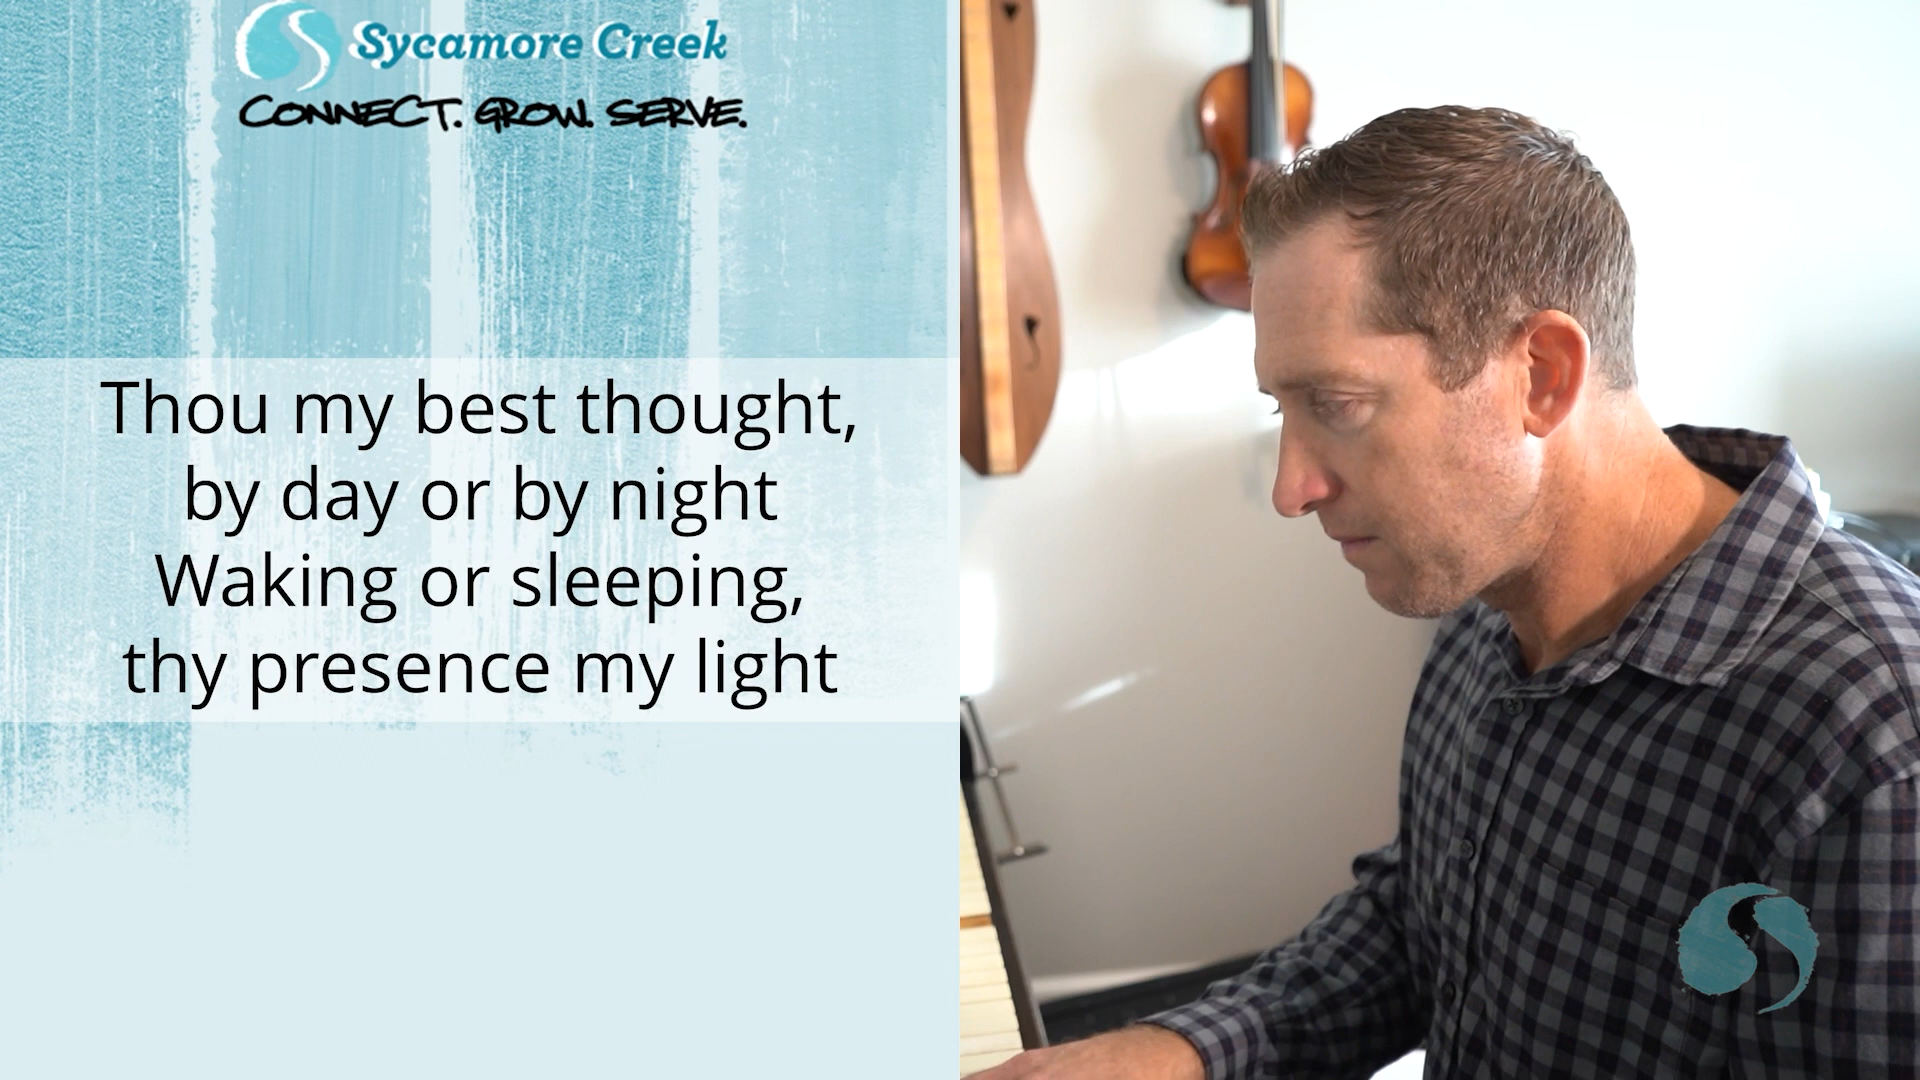 Sycamore Creek
CONNECT. GROW. SERVE.
Thou my best thought,
by day or by night
Waking or sleeping,
thy presence my light